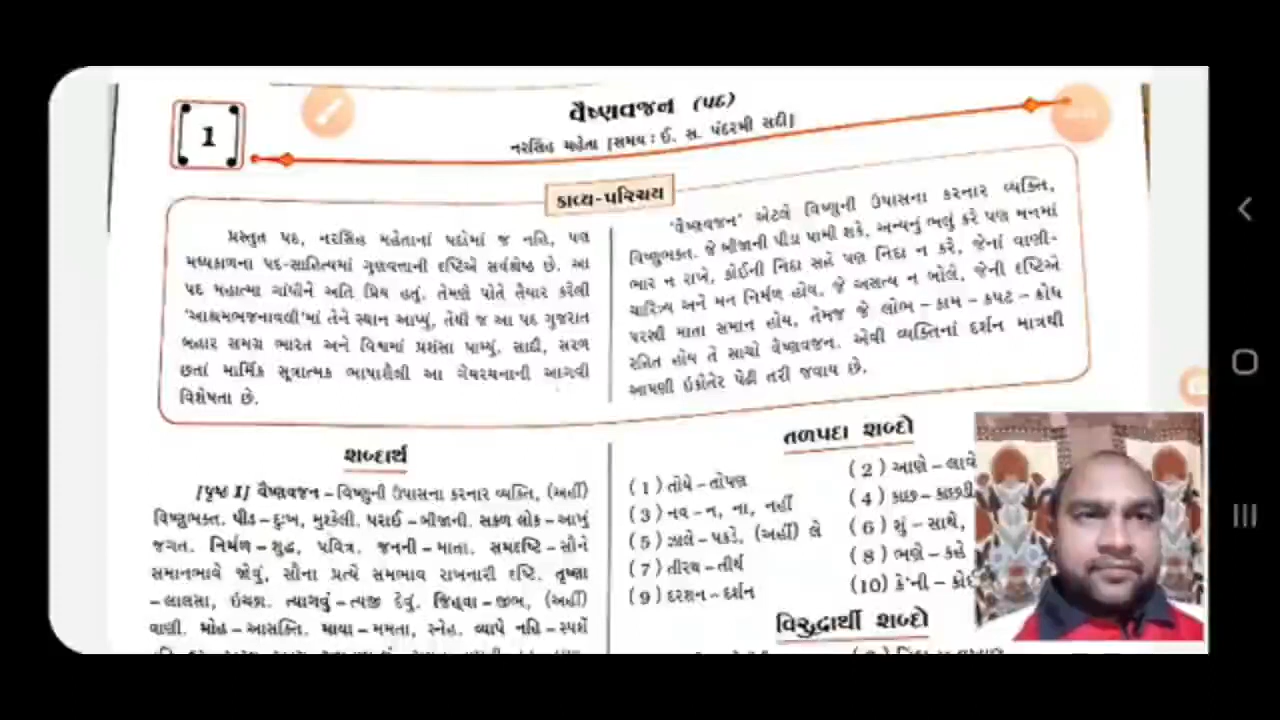 1
વૈષ્ણવજન (પદ)
નરસિંહ મહેતા [સમય : ઈ. સ. પંદરમી સદી]
કાવ્ય-પરિચય
પ્રસ્તુત પદ, નરસિંહ મહેતાનાં પદોમાં જ નહિ, પણ
મધ્યકાળના પદ-સાહિત્યમાં ગુણવત્તાની દૃષ્ટિએ સર્વશ્રેષ્ઠ છે. આ
પદ મહાત્મા ગાંધીને અતિ પ્રિય હતું. તેમણે પોતે તૈયાર કરેલી
'આશ્રમભજનાવલી'માં તેને સ્થાન આપ્યું, તેથી જ આ પદ ગુજરાત
બહાર સમગ્ર ભારત અને વિશ્વમાં પ્રશંસા પામ્યું. સાદી, સરળ
છતાં માર્મિક સૂત્રાત્મક ભાષાશૈલી આ ગેયરચનાની આગવી
વિશેષતા છે.
'વૈષ્ણવજન' એટલે વિષ્ણુની ઉપાસના કરનાર વ્યક્તિ,
વિષ્ણુભક્ત. જે બીજાની પીડા પામી શકે, અન્યનું ભલું કરે પણ મનમાં
ભાર ન રાખે, કોઈની નિંદા સહે પણ નિંદા ન કરે, જેનાં વાણી-
ચારિત્ર્ય અને મન નિર્મળ હોય, જે અસત્ય ન બોલે, જેની દૃષ્ટિએ
પરસ્ત્રી માતા સમાન હોય, તેમજ જે લોભ – કામ – કપટ – ક્રોધ
રહિત હોય તે સાચો વૈષ્ણવજન. એવી વ્યક્તિનાં દર્શન માત્રથી
આપણી ઇકોતેર પેઢી તરી જવાય છે.
શબ્દાર્થ
[પૃષ્ઠ 1] વૈષ્ણવજન – વિષ્ણુની ઉપાસના કરનાર વ્યક્તિ, (અહીં)
વિષ્ણુભક્ત. પીડ – દુઃખ, મુશ્કેલી. પરાઈ – બીજાની. સકળ લોક – આખું
જગત. નિર્મળ – શુદ્ધ, પવિત્ર. જનની – માતા. સમદૃષ્ટિ – સૌને
સમાનભાવે જોવું, સૌના પ્રત્યે સમભાવ રાખનારી દૃષ્ટિ. તૃષ્ણા
– લાલસા, ઇચ્છા. ત્યાગવું – ત્યજી દેવું. જિહ્વા – જીભ, (અહીં)
વાણી. મોહ – આસક્તિ. માયા – મમતા, સ્નેહ. વ્યાપે નહિ – સ્પર્શે
તળપદા શબ્દો
(1) તોયે – તોપણ
(2) આણે – લાવે
(3) નવ – ન, ના, નહીં
(4) કાછ – કાછડી
(5) ઝાલે – પકડે, (અહીં) લે
(6) શું – સાથે,
(7) તીરથ – તીર્થ
(8) ભણે – કહે
(9) દરશન – દર્શન
(10) કે'ની – કોઈ
વિરુદ્ધાર્થી શબ્દો